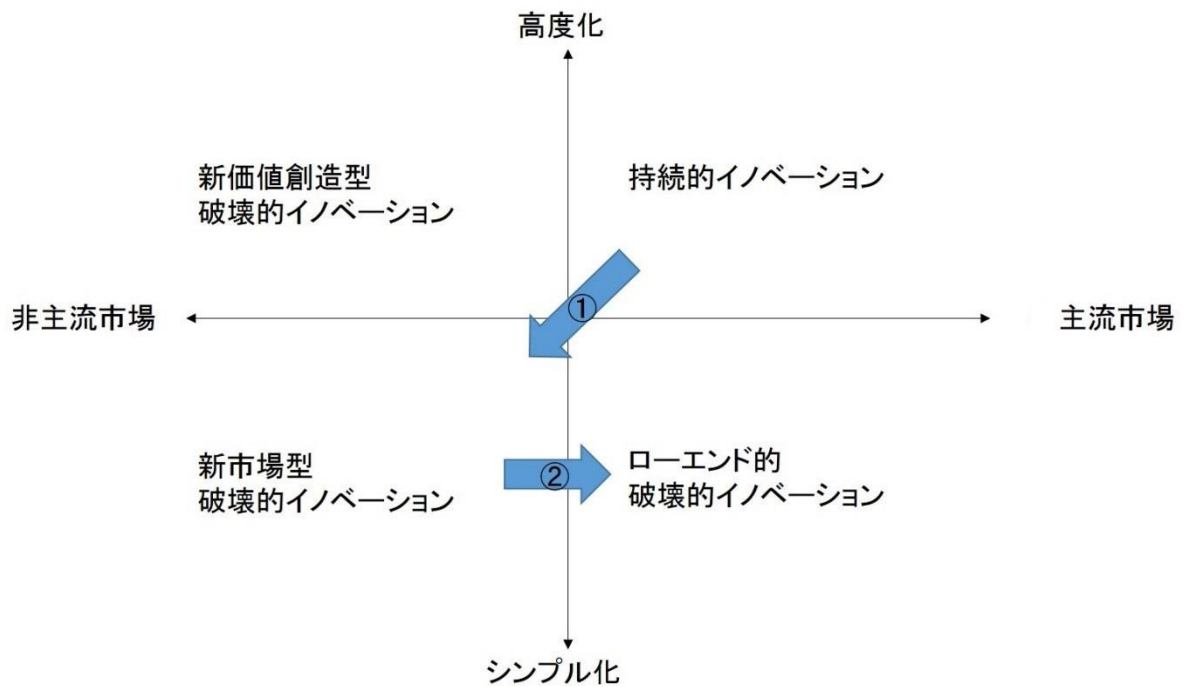 高度化
新価値創造型
破壊的イノベーション
持続的イノベーション
①
非主流市場
主流市場
新市場型
破壊的イノベーション
②
ローエンド的
破壊的イノベーション
シンプル化